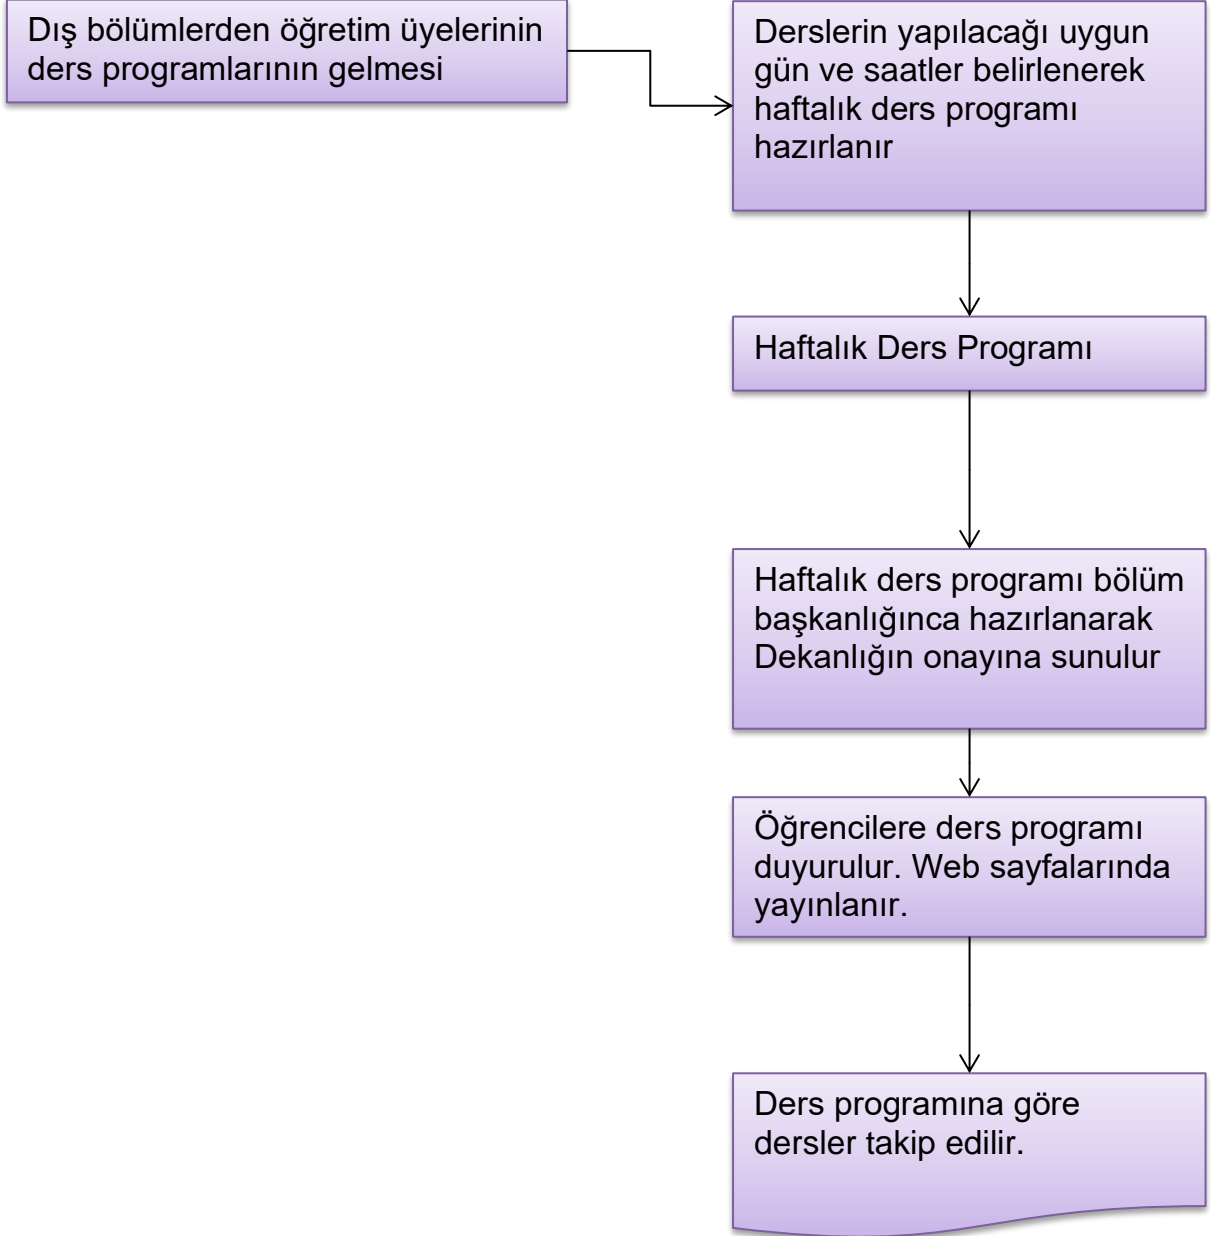 Dış bölümlerden öğretim üyelerinin
ders programlarının gelmesi
Derslerin yapılacağı uygun
gün ve saatler belirlenerek
haftalık ders programı
hazırlanır
Haftalık Ders Programı
Haftalık ders programı bölüm
başkanlığınca hazırlanarak
Dekanlığın onayına sunulur
Öğrencilere ders programı
duyurulur. Web sayfalarında
yayınlanır.
Ders programına göre
dersler takip edilir.